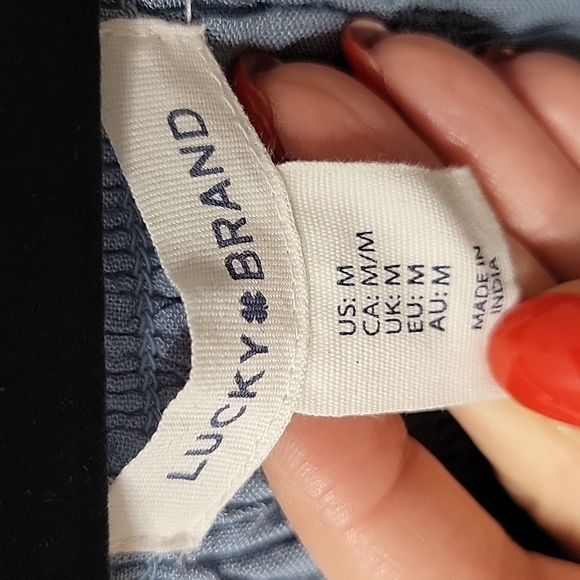 LUCKY BRAND
US: M
CA: M/M
UK: M
EU: M
AU: M
MADE IN
INDIA